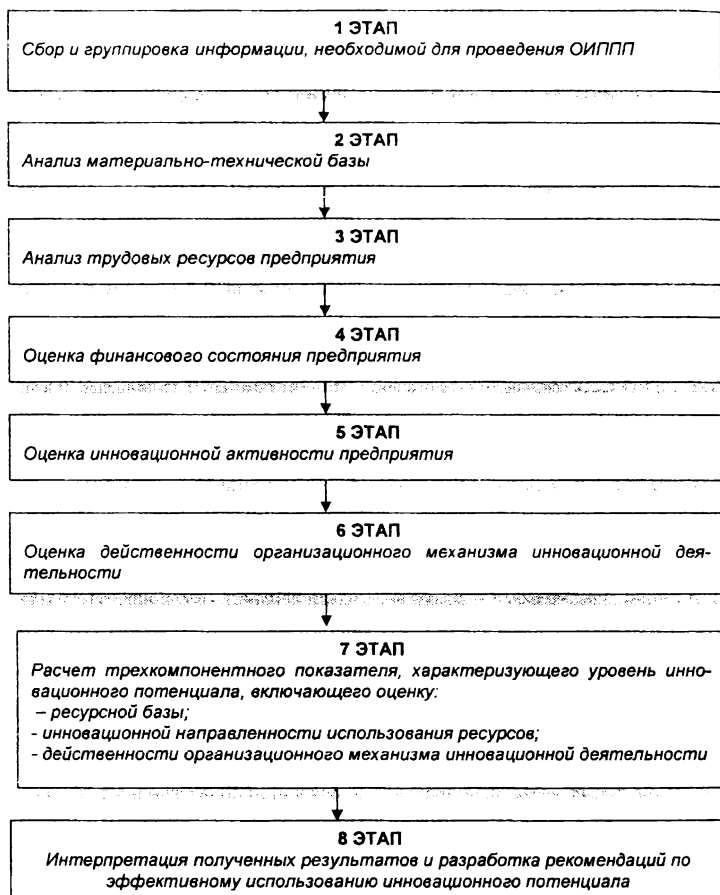 1 ЭТАП
Сбор и группировка информации, необходимой для проведения ОИППП
2 ЭТАП
Анализ материально-технической базы
3 ЭТАП
Анализ трудовых ресурсов предприятия
4 ЭТАП
Оценка финансового состояния предприятия
5 ЭТАП
Оценка инновационной активности предприятия
6 ЭТАП
Оценка действенности организационного механизма инновационной дея-
тельности
7 ЭТАП
Расчет трехкомпонентного показателя, характеризующего уровень инно-
вационного потенциала, включающего оценку:
– ресурсной базы;
- инновационной направленности использования ресурсов;
- действенности организационного механизма инновационной деятельности
8 ЭТАП
Интерпретация полученных результатов и разработка рекомендаций по
эффективному использованию инновационного потенциала